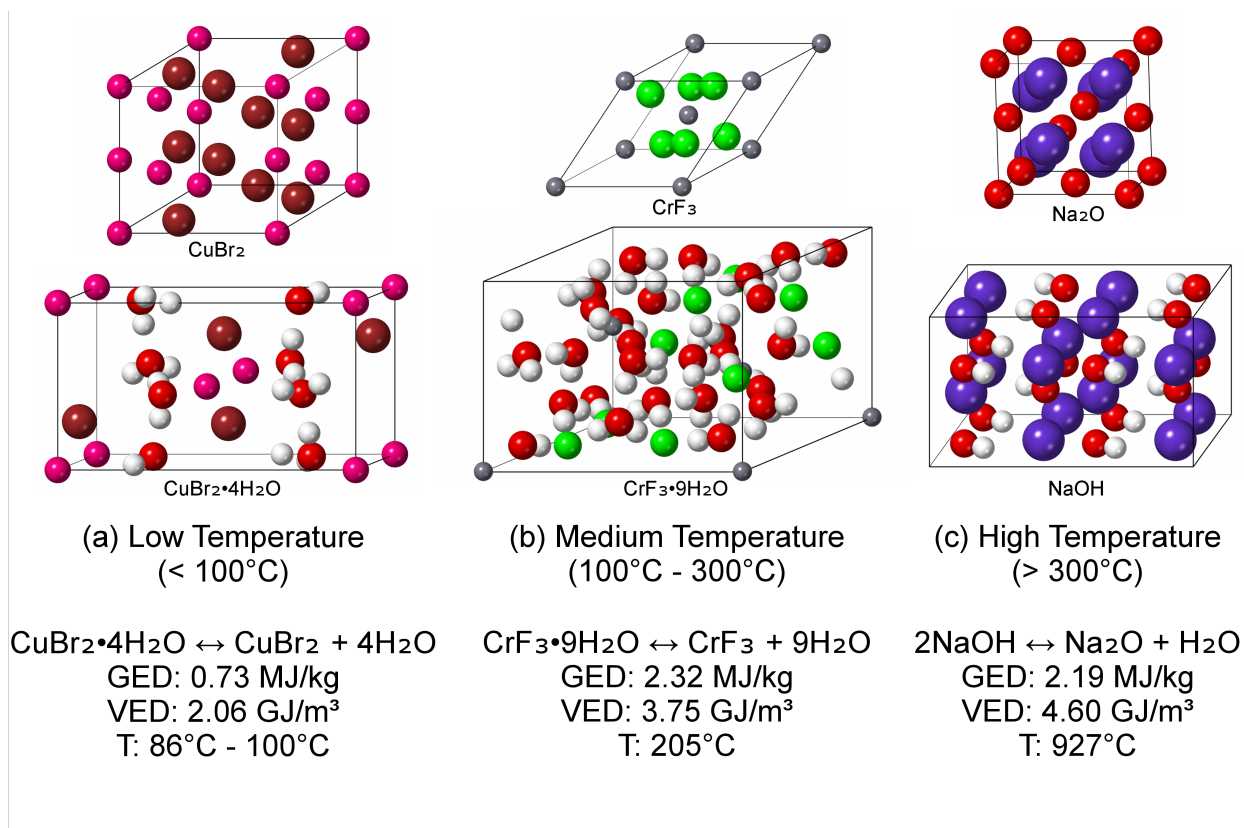 CuBr₂
CrF₃
Na₂O
CuBr₂•4H₂O
CrF₃•9H₂O
NaOH
(a) Low Temperature
(< 100°C)
(b) Medium Temperature
(100°C - 300°C)
(c) High Temperature
(> 300°C)
CuBr₂•4H₂O ↔ CuBr₂ + 4H₂O
GED: 0.73 MJ/kg
VED: 2.06 GJ/m³
T: 86°C - 100°C
CrF₃•9H₂O ↔ CrF₃ + 9H₂O
GED: 2.32 MJ/kg
VED: 3.75 GJ/m³
T: 205°C
2NaOH ↔ Na₂O + H₂O
GED: 2.19 MJ/kg
VED: 4.60 GJ/m³
T: 927°C